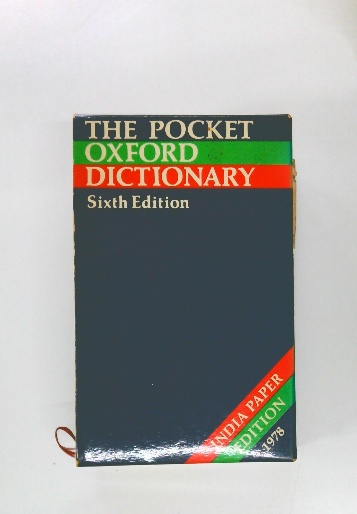 THE POCKET
OXFORD
DICTIONARY
Sixth Edition
INDIA PAPER
EDITION
1978